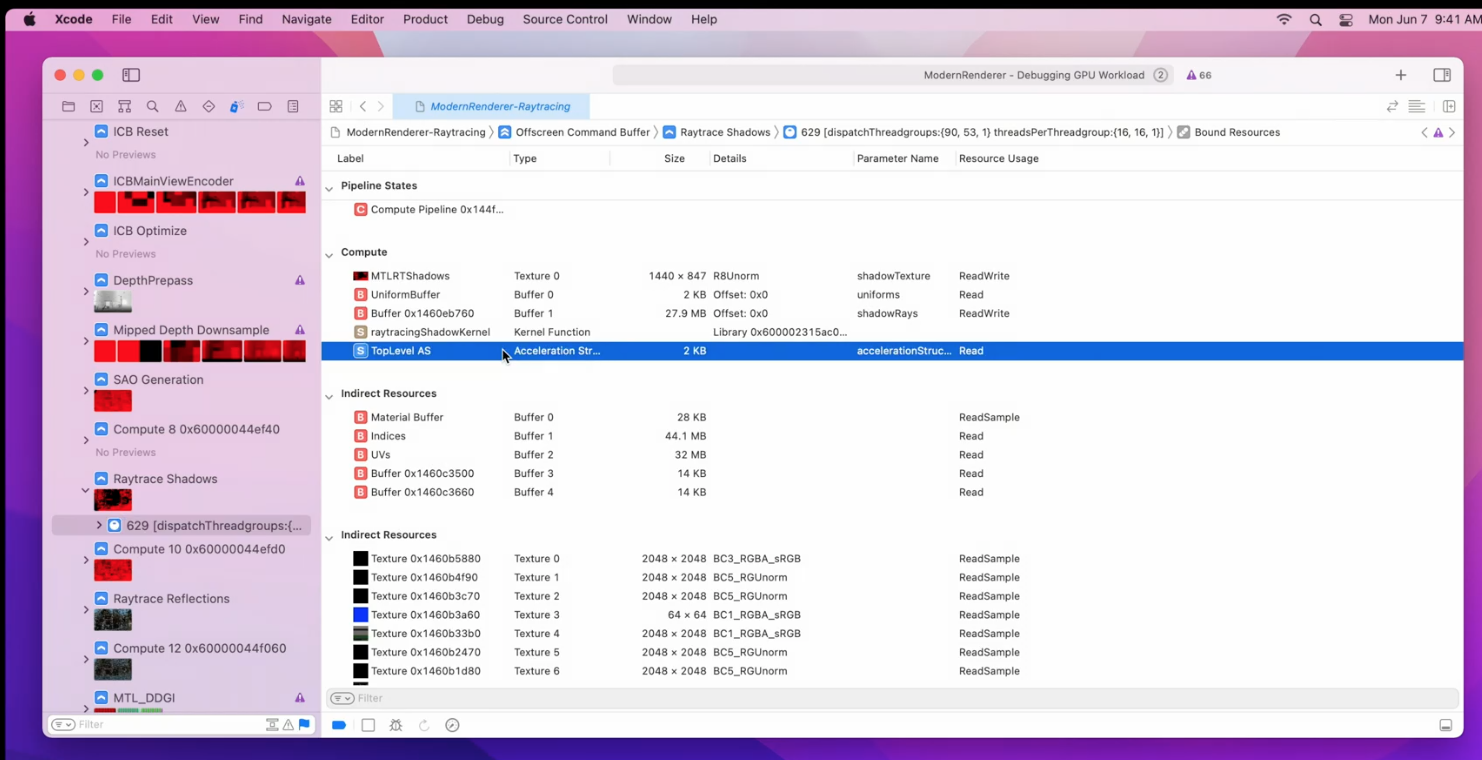 Xcode File Edit View Find Navigate Editor Product Debug Source Control Window Help Mon Jun 7 9:41 AM
ModernRenderer - Debugging GPU Workload 2 66
ModernRenderer-Raytracing
ModernRenderer-Raytracing Offscreen Command Buffer Raytrace Shadows 629 [dispatchThreadgroups:{90, 53, 1} threadsPerThreadgroup:{16, 16, 1}] Bound Resources
ICB Reset
No Previews
ICBMainViewEncoder
ICB Optimize
No Previews
DepthPrepass
Mipped Depth Downsample
SAO Generation
Compute 8 0x60000044ef40
No Previews
Raytrace Shadows
629 [dispatchThreadgroups:{...
Compute 10 0x60000044efd0
Raytrace Reflections
Compute 12 0x60000044f060
MTL_DDGI
Filter
Label Type Size Details Parameter Name Resource Usage
Pipeline States
C Compute Pipeline 0x144f...
Compute
MTLRTShadows Texture 0 1440 × 847 R8Unorm shadowTexture ReadWrite
B UniformBuffer Buffer 0 2 KB Offset: 0x0 uniforms Read
B Buffer 0x1460eb760 Buffer 1 27.9 MB Offset: 0x0 shadowRays ReadWrite
S raytracingShadowKernel Kernel Function Library 0x600002315ac0...
S TopLevel AS Acceleration Str... 2 KB accelerationStruc... Read
Indirect Resources
B Material Buffer Buffer 0 28 KB ReadSample
B Indices Buffer 1 44.1 MB Read
B UVs Buffer 2 32 MB Read
B Buffer 0x1460c3500 Buffer 3 14 KB Read
B Buffer 0x1460c3660 Buffer 4 14 KB Read
Indirect Resources
Texture 0x1460b5880 Texture 0 2048 × 2048 BC3_RGBA_sRGB ReadSample
Texture 0x1460b4f90 Texture 1 2048 × 2048 BC5_RGUnorm ReadSample
Texture 0x1460b3c70 Texture 2 2048 × 2048 BC5_RGUnorm ReadSample
Texture 0x1460b3a60 Texture 3 64 × 64 BC1_RGBA_sRGB ReadSample
Texture 0x1460b33b0 Texture 4 2048 × 2048 BC1_RGBA_sRGB ReadSample
Texture 0x1460b2470 Texture 5 2048 × 2048 BC5_RGUnorm ReadSample
Texture 0x1460b1d80 Texture 6 2048 × 2048 BC5_RGUnorm ReadSample
Filter